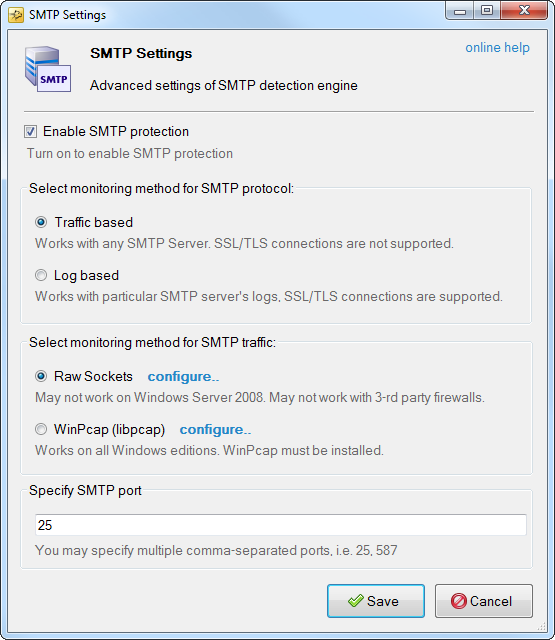 SMTP Settings
SMTP Settings
online help
SMTP
Advanced settings of SMTP detection engine
Enable SMTP protection
Turn on to enable SMTP protection
Select monitoring method for SMTP protocol:
Traffic based
Works with any SMTP Server. SSL/TLS connections are not supported.
Log based
Works with particular SMTP server's logs, SSL/TLS connections are supported.
Select monitoring method for SMTP traffic:
Raw Sockets configure..
May not work on Windows Server 2008. May not work with 3-rd party firewalls.
WinPcap (libpcap) configure..
Works on all Windows editions. WinPcap must be installed.
Specify SMTP port
25
You may specify multiple comma-separated ports, i.e. 25, 587
Save Cancel